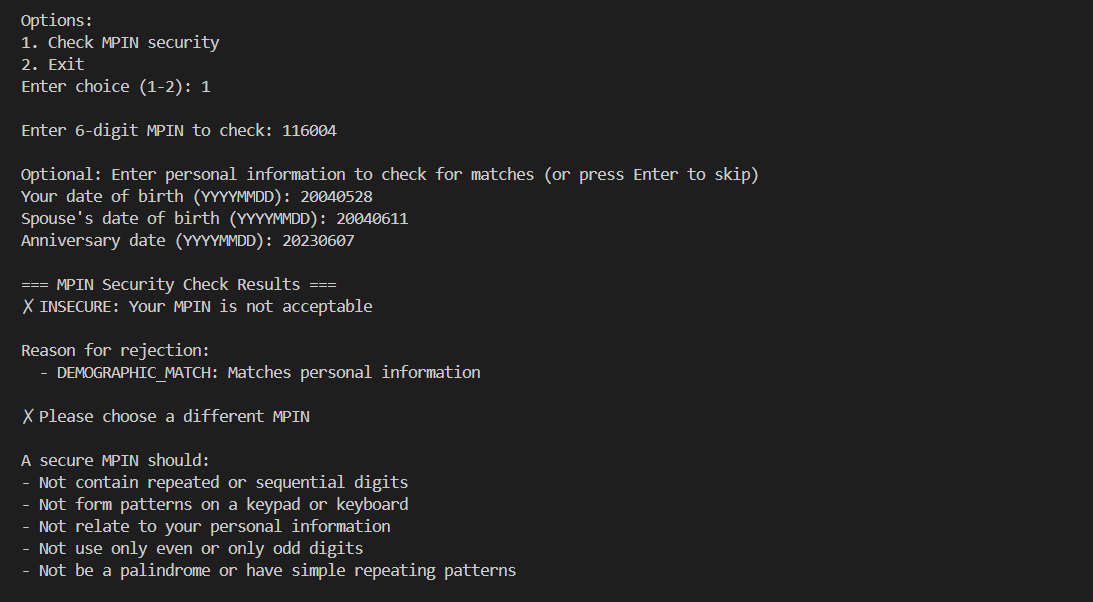 Options:
1. Check MPIN security
2. Exit
Enter choice (1-2): 1
Enter 6-digit MPIN to check: 116004
Optional: Enter personal information to check for matches (or press Enter to skip)
Your date of birth (YYYYMMDD): 20040528
Spouse's date of birth (YYYYMMDD): 20040611
Anniversary date (YYYYMMDD): 20230607
=== MPIN Security Check Results ===
╳ INSECURE: Your MPIN is not acceptable
Reason for rejection:
  - DEMOGRAPHIC_MATCH: Matches personal information
╳ Please choose a different MPIN
A secure MPIN should:
- Not contain repeated or sequential digits
- Not form patterns on a keypad or keyboard
- Not relate to your personal information
- Not use only even or only odd digits
- Not be a palindrome or have simple repeating patterns